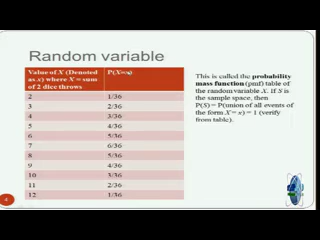 Random variable
Value of X (Denoted
as x) where X = sum
of 2 dice throws
P(X=x)
2 1/36
3 2/36
4 3/36
5 4/36
6 5/36
7 6/36
8 5/36
9 4/36
10 3/36
11 2/36
12 1/36
This is called the probability
mass function (pmf) table of
the random variable X. If S is
the sample space, then
P(S) = P(union of all events of
the form X = x) = 1 (verify
from table).